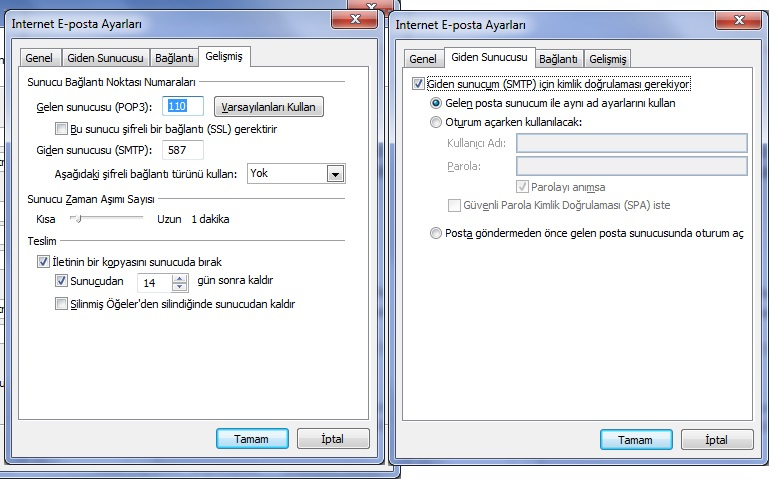 Internet E-posta Ayarları
Genel Giden Sunucusu Bağlantı Gelişmiş
Sunucu Bağlantı Noktası Numaraları
Gelen sunucusu (POP3): 110 Varsayılanları Kullan
Bu sunucu şifreli bir bağlantı (SSL) gerektirir
Giden sunucusu (SMTP): 587
Aşağıdaki şifreli bağlantı türünü kullan: Yok
Sunucu Zaman Aşımı Sayısı
Kısa Uzun 1 dakika
Teslim
İletinin bir kopyasını sunucuda bırak
Sunucudan 14 gün sonra kaldır
Silinmiş Öğeler'den silindiğinde sunucudan kaldır
Tamam İptal
Internet E-posta Ayarları
Genel Giden Sunucusu Bağlantı Gelişmiş
Giden sunucum (SMTP) için kimlik doğrulaması gerekiyor
Gelen posta sunucum ile aynı ad ayarlarını kullan
Oturum açarken kullanılacak:
Kullanıcı Adı:
Parola:
Parolayı anımsa
Güvenli Parola Kimlik Doğrulaması (SPA) iste
Posta göndermeden önce gelen posta sunucusunda oturum aç
Tamam İptal